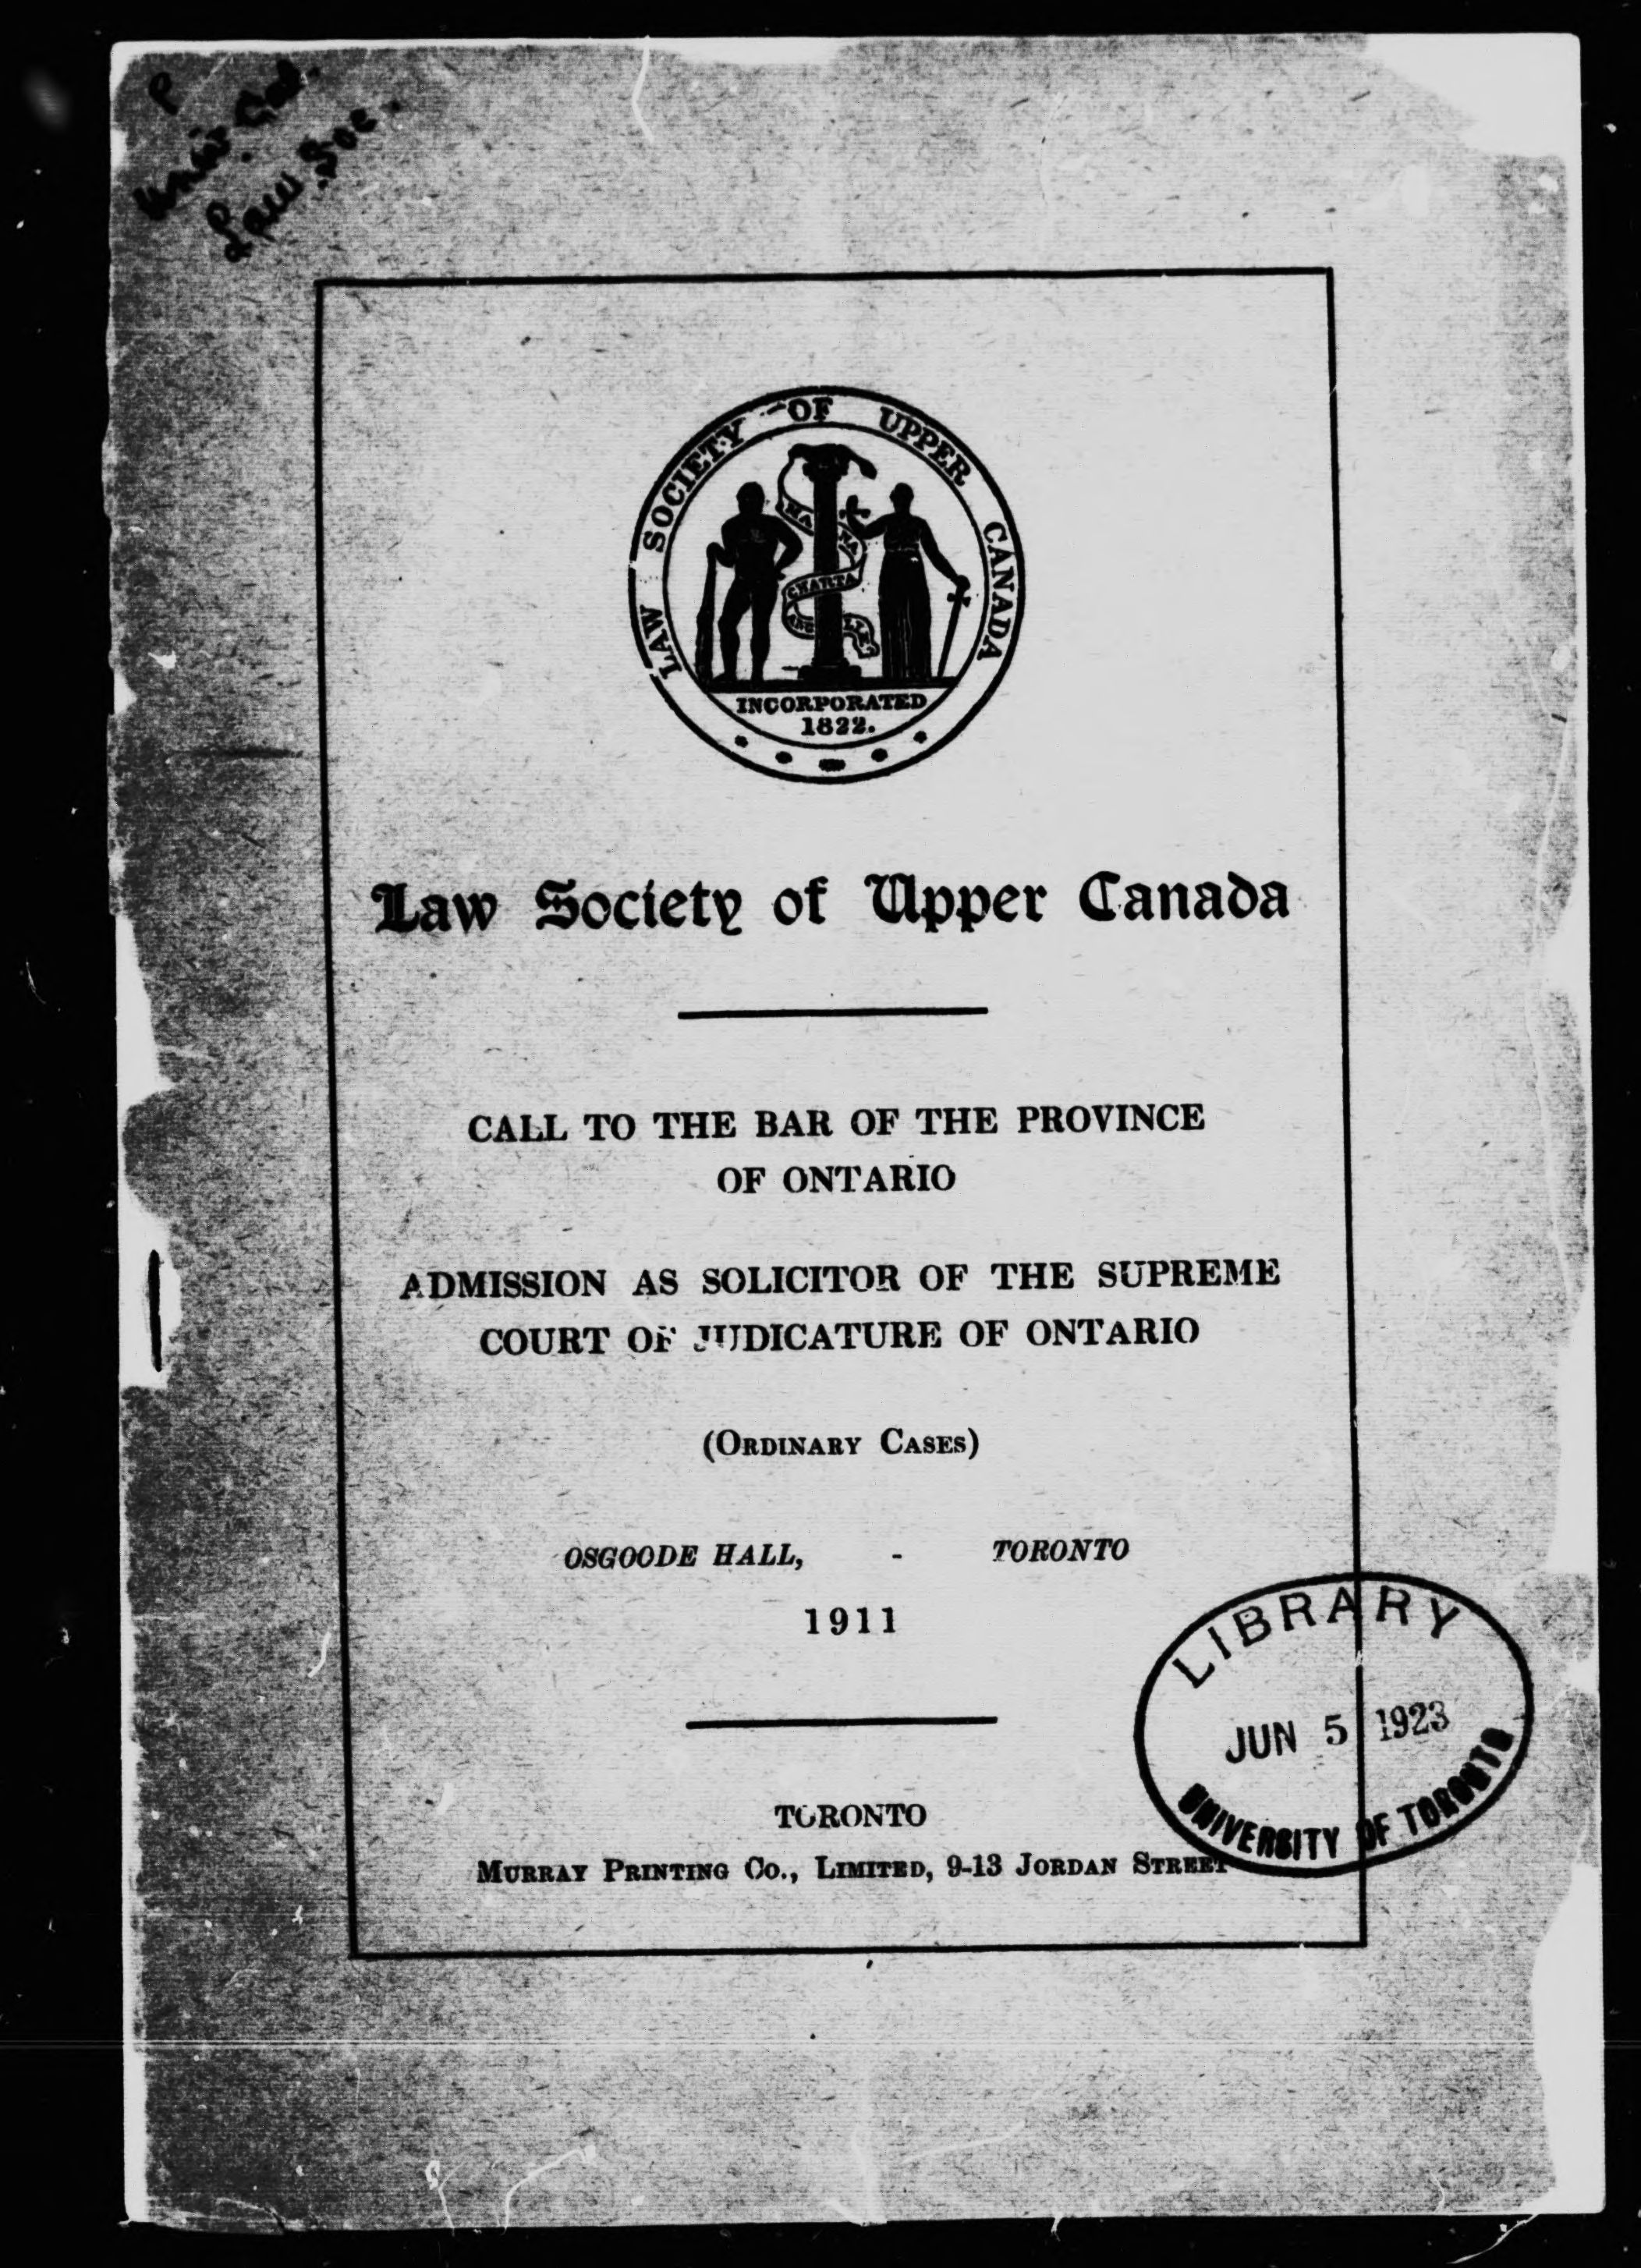 P
Law Soc.
LAW SOCIETY OF UPPER CANADA
CHARTA
INCORPORATED
1822.
Law Society of Upper Canada
CALL TO THE BAR OF THE PROVINCE
OF ONTARIO
ADMISSION AS SOLICITOR OF THE SUPREME
COURT OF JUDICATURE OF ONTARIO
(ORDINARY CASES)
OSGOODE HALL, - TORONTO
1911
LIBRARY
JUN 5 1923
UNIVERSITY OF TORONTO
TORONTO
MURRAY PRINTING CO., LIMITED, 9-13 JORDAN STREET